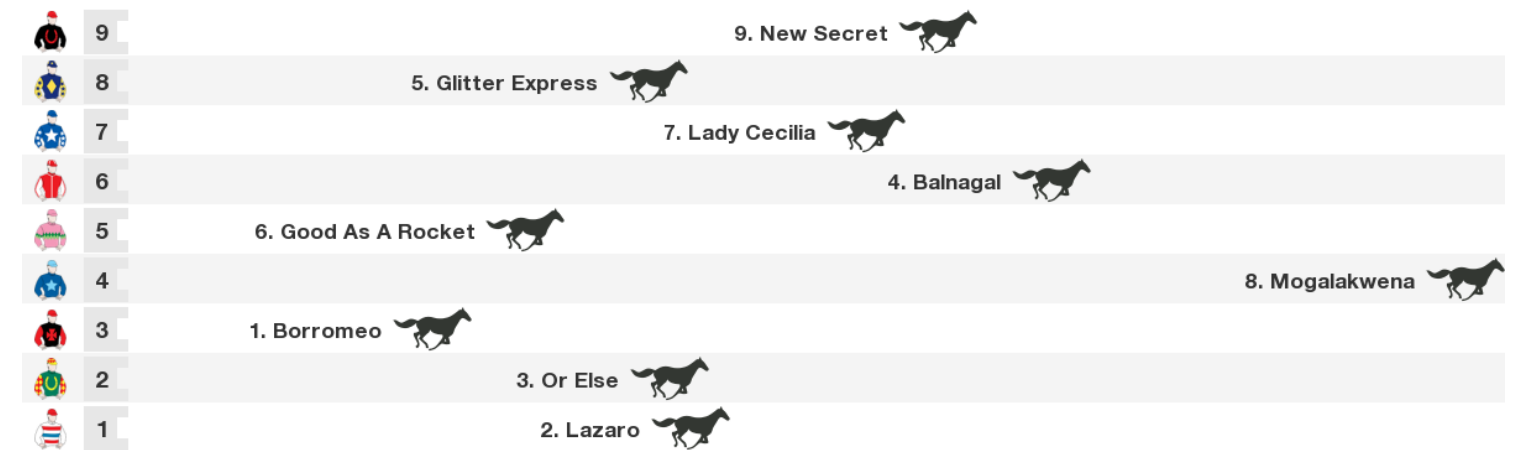 9 9. New Secret
8 5. Glitter Express
7 7. Lady Cecilia
6 4. Balnagal
5 6. Good As A Rocket
4 8. Mogalakwena
3 1. Borromeo
2 3. Or Else
1 2. Lazaro